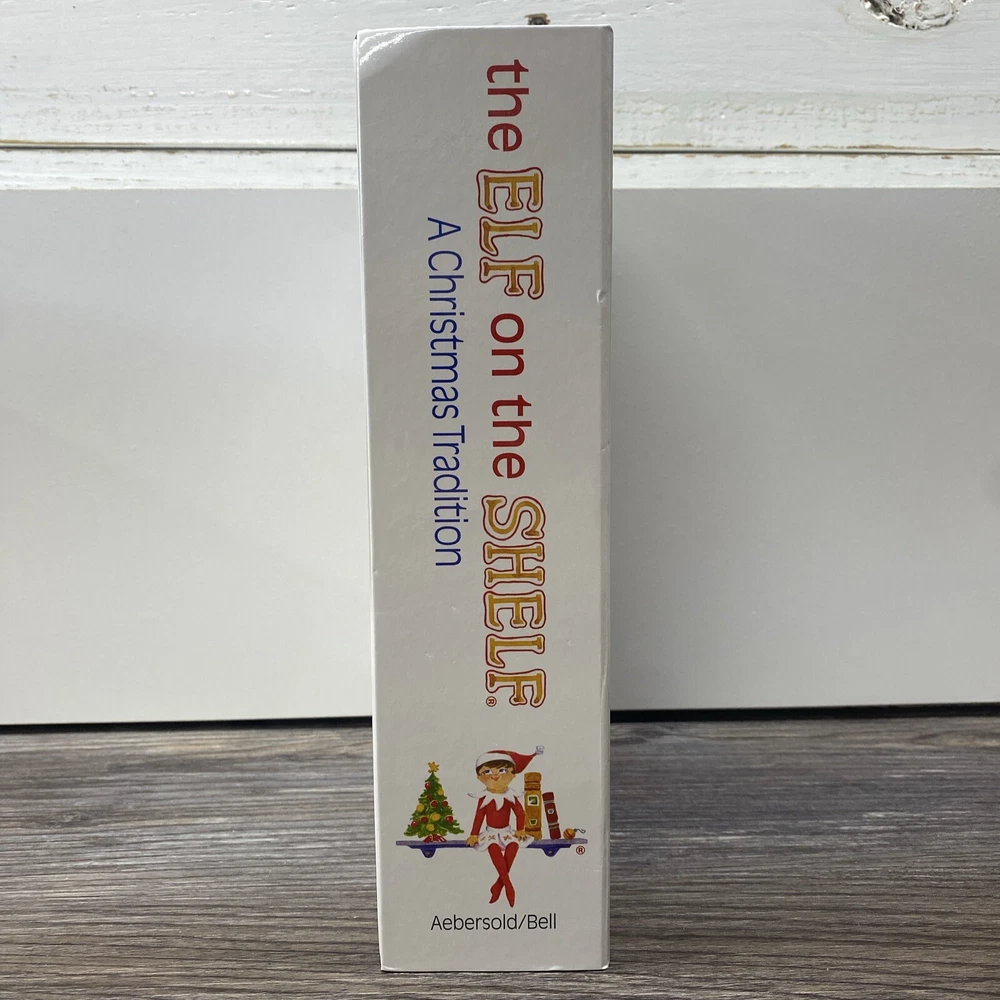 the ELF on the SHELF®
A Christmas Tradition
®
Aebersold/Bell